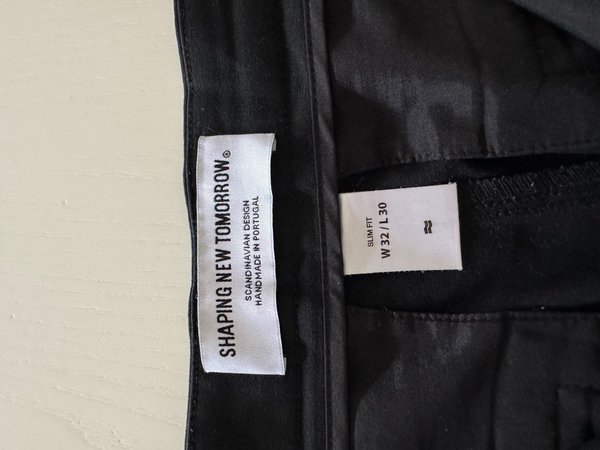 SHAPING NEW TOMORROW®
SCANDINAVIAN DESIGN
HANDMADE IN PORTUGAL
SLIM FIT
W 32 / L 30